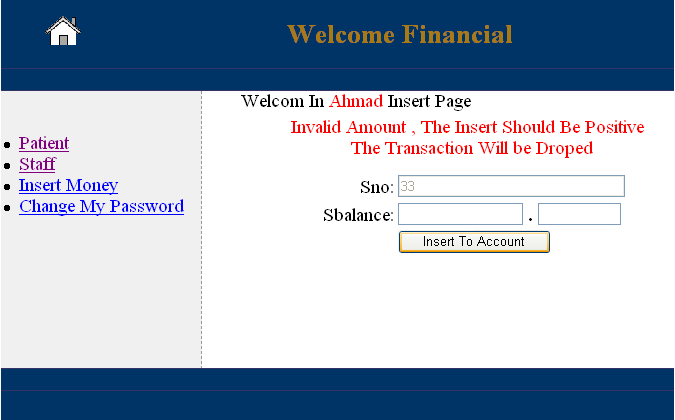 Welcome Financial
Welcom In Ahmad Insert Page
Invalid Amount , The Insert Should Be Positive
The Transaction Will be Droped
Patient
Staff
Insert Money
Change My Password
Sno: 33
Sbalance: .
Insert To Account